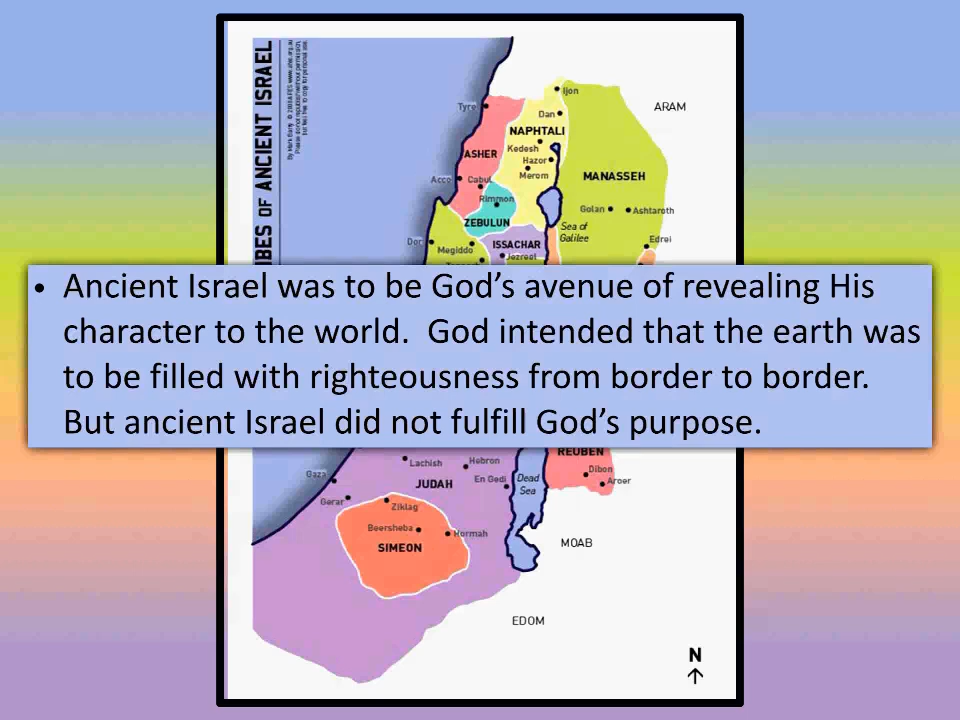 IBES OF ANCIENT ISRAEL
Ijon
ARAM
Tyre
Dan
NAPHTALI
Kedesh
ASHER
Hazor
Merom
MANASSEH
Acco
Cabul
Rimmon
Golan
Ashtaroth
ZEBULUN
Sea of
Galilee
Dor
ISSACHAR
Edrei
Megiddo
Jezreel
• Ancient Israel was to be God’s avenue of revealing His
character to the world.  God intended that the earth was
to be filled with righteousness from border to border.
But ancient Israel did not fulfill God’s purpose.
REUBEN
Lachish
Hebron
Dibon
Gaza
JUDAH
En Gedi
Dead
Sea
Aroer
Gerar
Ziklag
Beersheba
Hormah
SIMEON
MOAB
EDOM
N